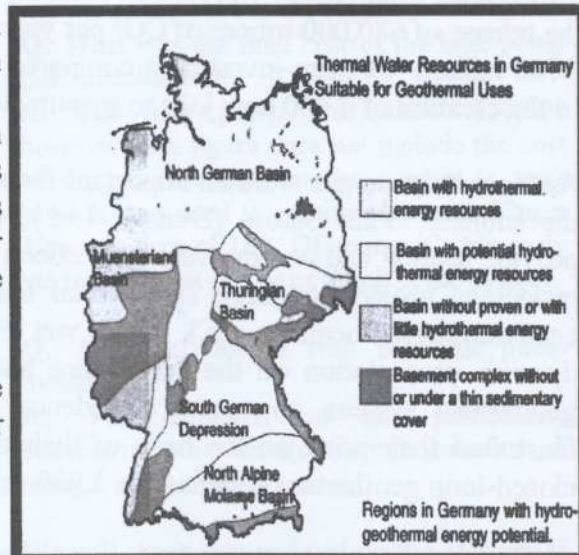 Thermal Water Resources in Germany
Suitable for Geothermal Uses
North German Basin
Muensterland
Basin
Thuringian
Basin
South German
Depression
North Alpine
Molasse Basin
Basin with hydrothermal
energy resources
Basin with potential hydro-
thermal energy resources
Basin without proven or with
little hydrothermal energy
resources
Basement complex without
or under a thin sedimentary
cover
Regions in Germany with hydro-
geothermal energy potential.